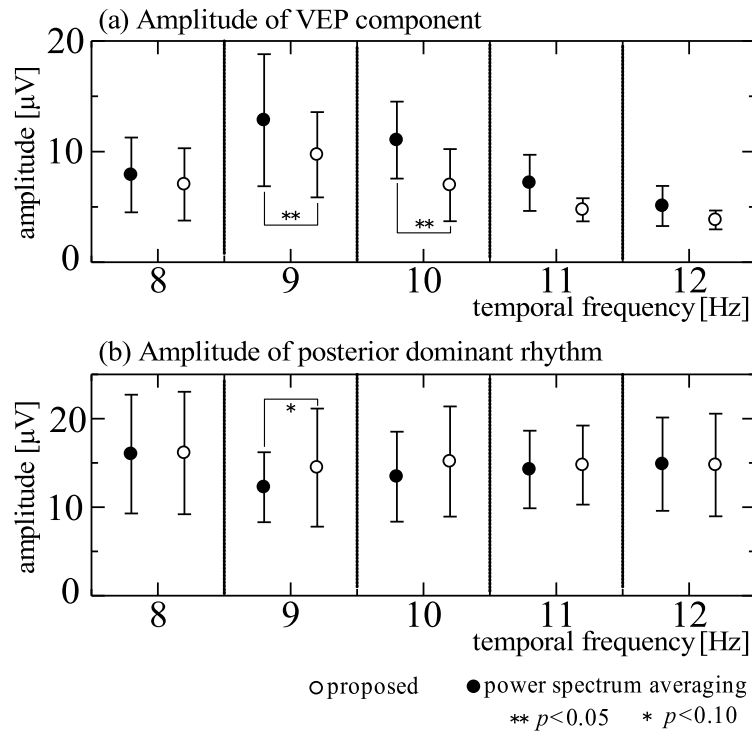 (a) Amplitude of VEP component
20
10
0
amplitude [μV]
**
**
8 9 10 11 12
temporal frequency [Hz]
(b) Amplitude of posterior dominant rhythm
20
10
0
amplitude [μV]
*
8 9 10 11 12
temporal frequency [Hz]
proposed power spectrum averaging
** p<0.05 * p<0.10